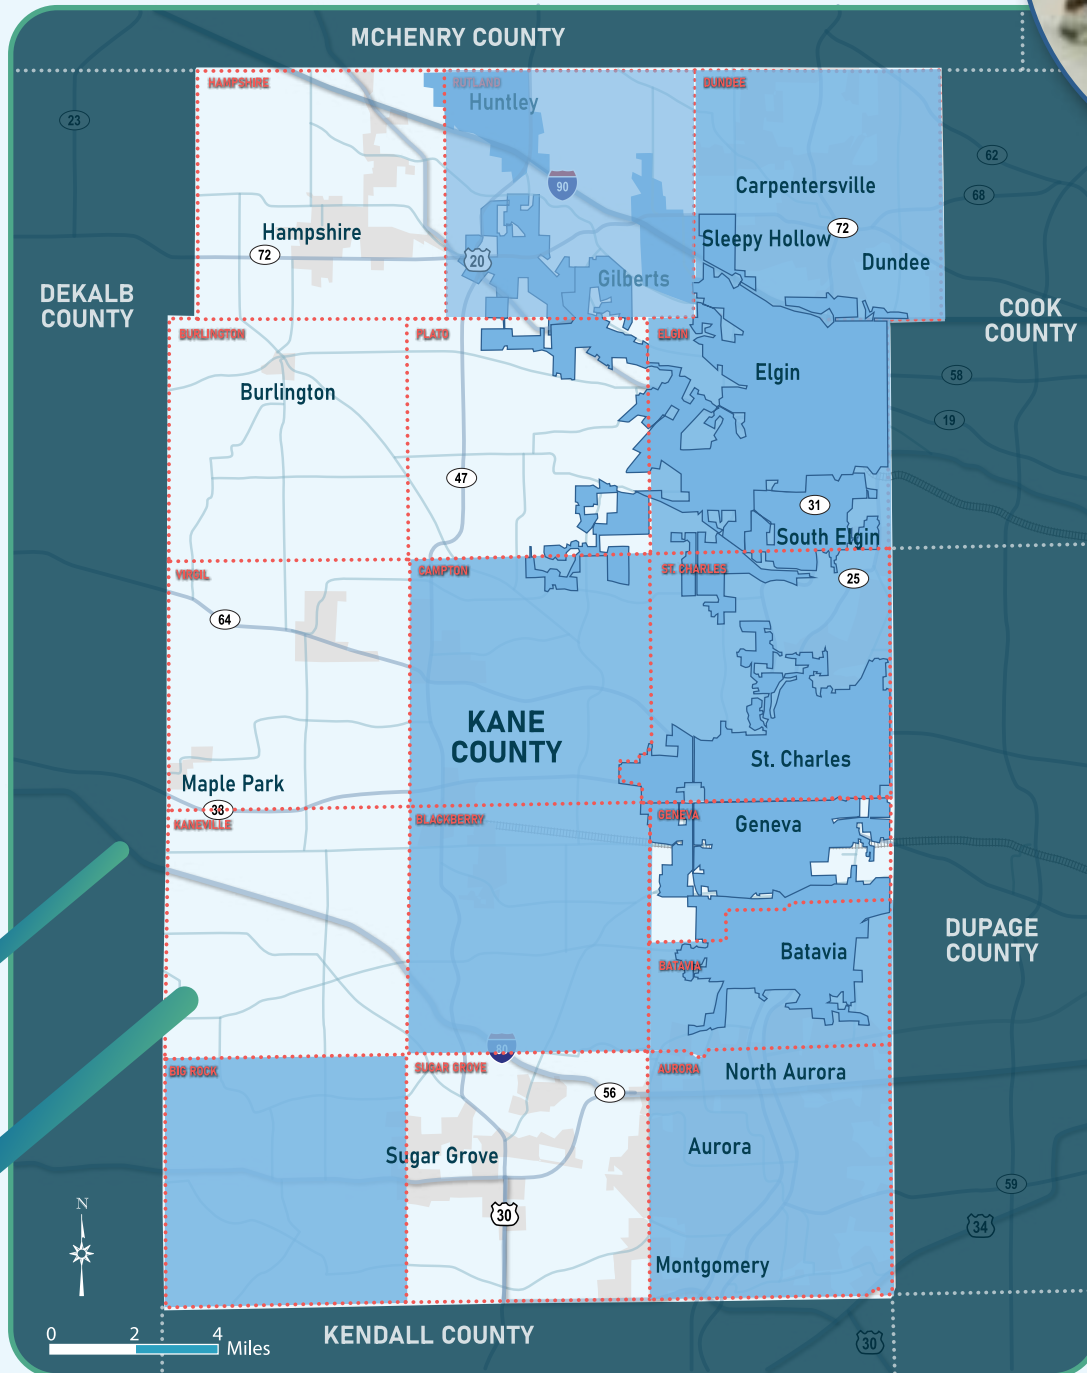 MCHENRY COUNTY
HAMPSHIRE
RUTLAND
DUNDEE
Huntley
23
62
90
Carpentersville
68
Hampshire
72
Sleepy Hollow
72
20
Dundee
Gilberts
DEKALB
COUNTY
COOK
COUNTY
BURLINGTON
PLATO
ELGIN
Elgin
58
Burlington
19
47
31
South Elgin
VIRGIL
CAMPTON
ST. CHARLES
25
64
KANE
COUNTY
St. Charles
Maple Park
38
KANEVILLE
BLACKBERRY
GENEVA
Geneva
DUPAGE
COUNTY
Batavia
BATAVIA
80
BIG ROCK
SUGAR GROVE
AURORA
North Aurora
56
Sugar Grove
Aurora
59
N
30
34
Montgomery
0 2 4
Miles
KENDALL COUNTY
30